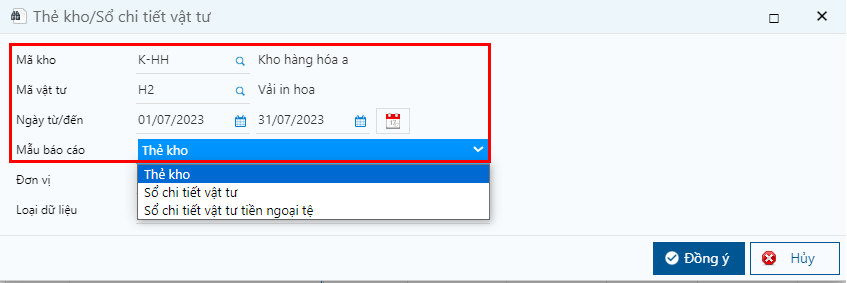 Thẻ kho/Sổ chi tiết vật tư
Mã kho K-HH Kho hàng hóa a
Mã vật tư H2 Vải in hoa
Ngày từ/đến 01/07/2023 31/07/2023
Mẫu báo cáo Thẻ kho
Thẻ kho
Đơn vị
Sổ chi tiết vật tư
Loại dữ liệu Sổ chi tiết vật tư tiền ngoại tệ
Đồng ý Hủy